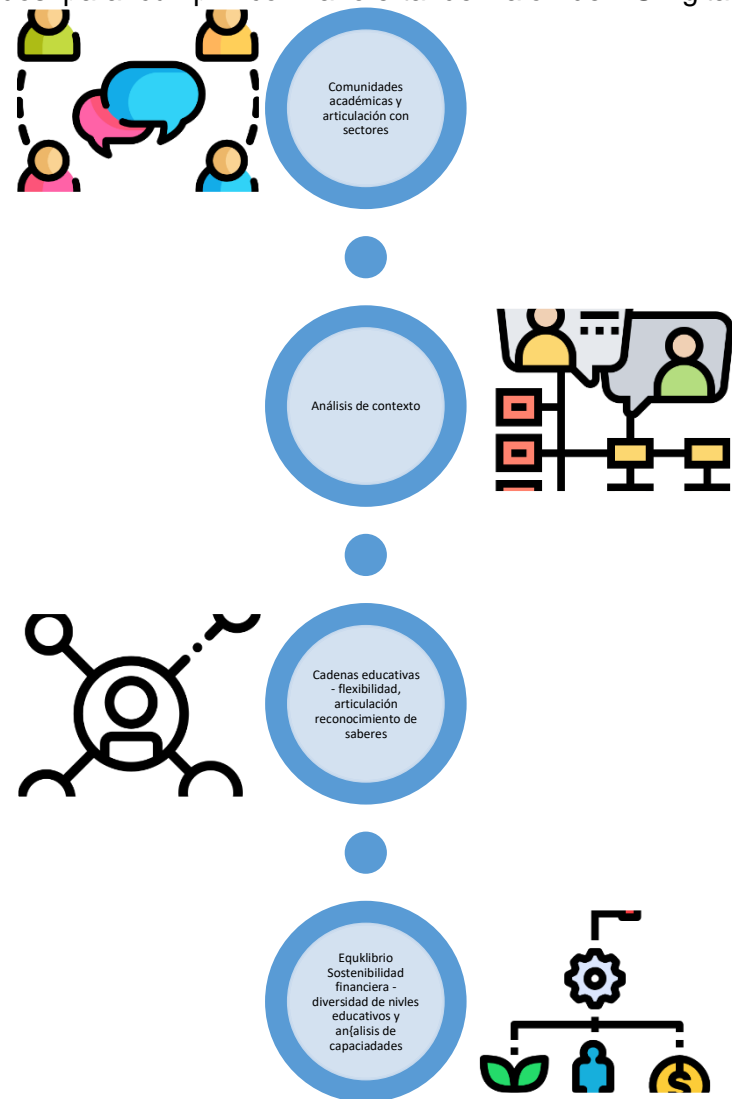 Comunidades
académicas y
articulación con
sectores
Análisis de contexto
Cadenas educativas
- flexibilidad,
articulación
reconocimiento de
saberes
Equklibrio
Sostenibilidad
financiera -
diversidad de nivles
educativos y
an{alisis de
capaciadades